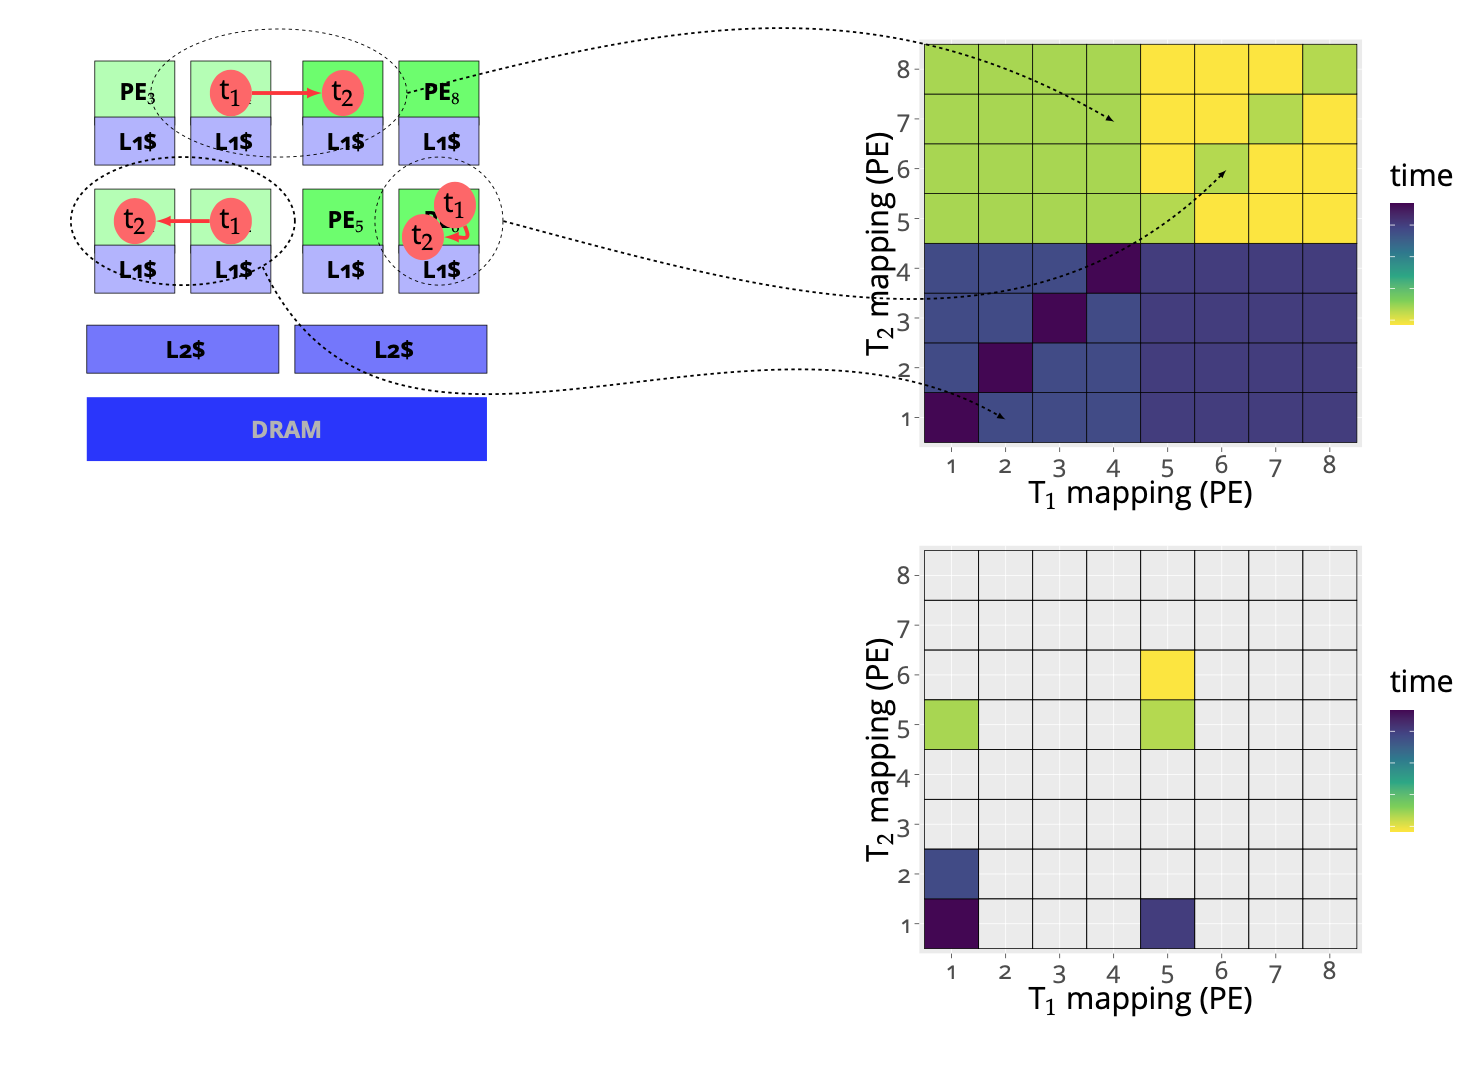 PE3 t1 t2 PE8
L1$ L1$ L1$ L1$
t2 t1 PE5 t1
t2
L1$ L1$ L1$ L1$
L2$ L2$
DRAM
8
7
6
5
4
3
2
1
T2 mapping (PE)
1 2 3 4 5 6 7 8
T1 mapping (PE)
time
8
7
6
5
4
3
2
1
T2 mapping (PE)
1 2 3 4 5 6 7 8
T1 mapping (PE)
time